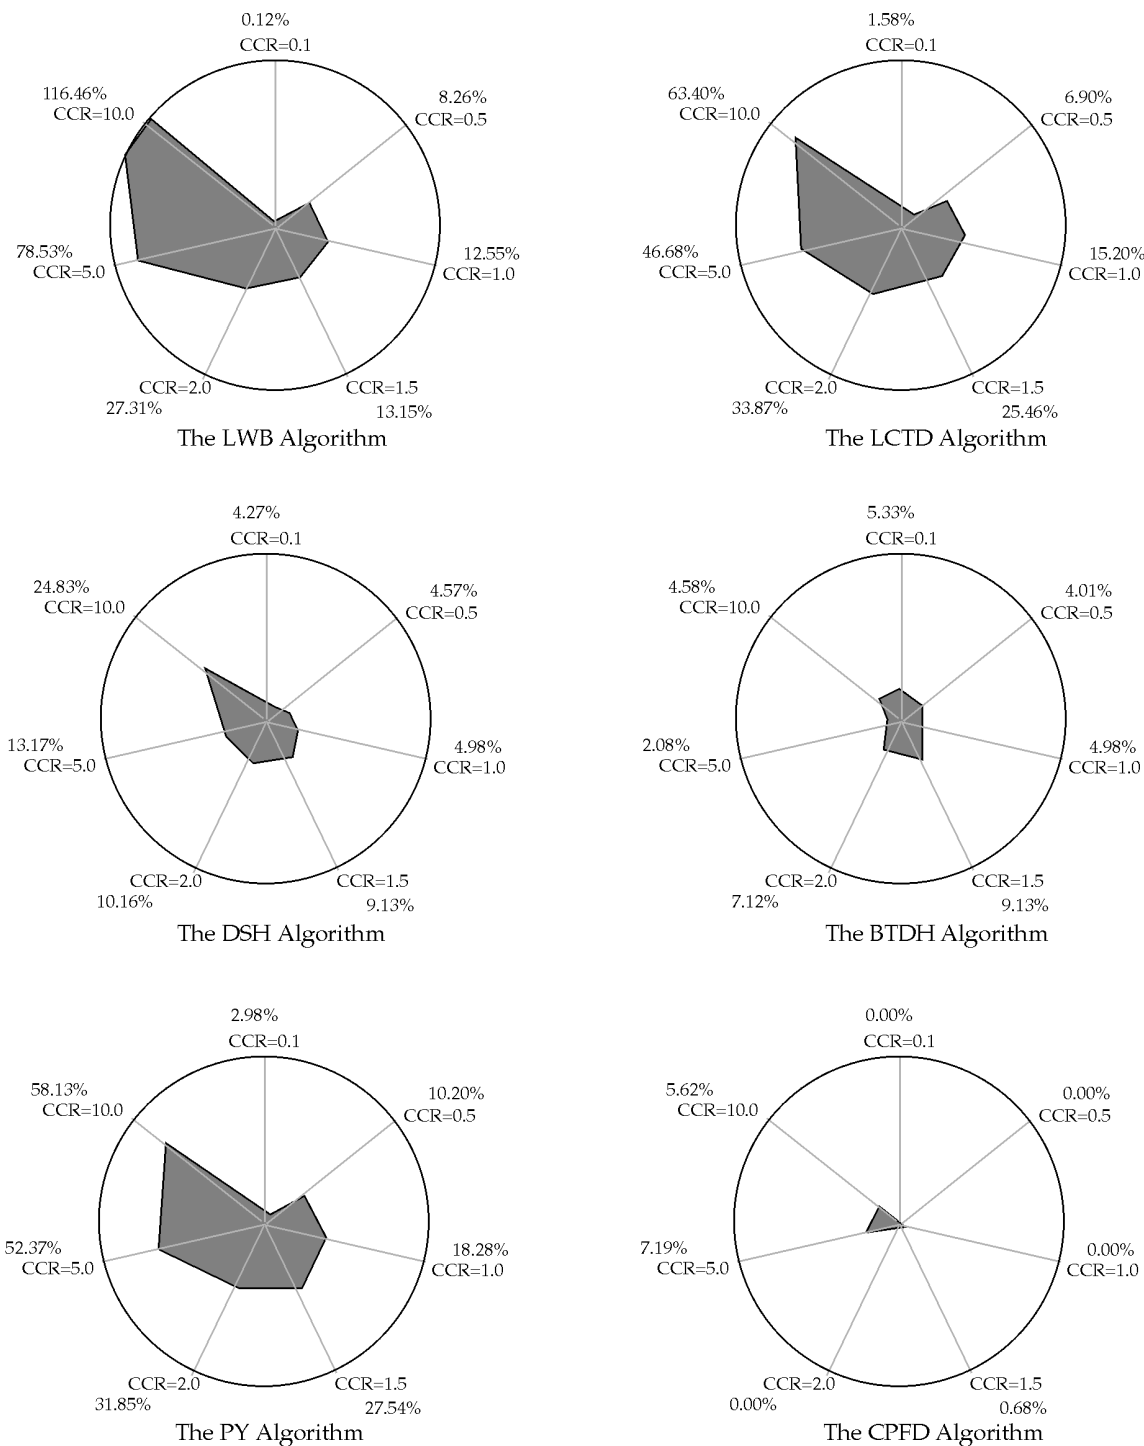 0.12%
CCR=0.1
116.46%
CCR=10.0
8.26%
CCR=0.5
78.53%
CCR=5.0
12.55%
CCR=1.0
CCR=2.0
27.31%
CCR=1.5
13.15%
The LWB Algorithm
1.58%
CCR=0.1
63.40%
CCR=10.0
6.90%
CCR=0.5
46.68%
CCR=5.0
15.20%
CCR=1.0
CCR=2.0
33.87%
CCR=1.5
25.46%
The LCTD Algorithm
4.27%
CCR=0.1
24.83%
CCR=10.0
4.57%
CCR=0.5
13.17%
CCR=5.0
4.98%
CCR=1.0
CCR=2.0
10.16%
CCR=1.5
9.13%
The DSH Algorithm
5.33%
CCR=0.1
4.58%
CCR=10.0
4.01%
CCR=0.5
2.08%
CCR=5.0
4.98%
CCR=1.0
CCR=2.0
7.12%
CCR=1.5
9.13%
The BTDH Algorithm
2.98%
CCR=0.1
58.13%
CCR=10.0
10.20%
CCR=0.5
52.37%
CCR=5.0
18.28%
CCR=1.0
CCR=2.0
31.85%
CCR=1.5
27.54%
The PY Algorithm
0.00%
CCR=0.1
5.62%
CCR=10.0
0.00%
CCR=0.5
7.19%
CCR=5.0
0.00%
CCR=1.0
CCR=2.0
0.00%
CCR=1.5
0.68%
The CPFD Algorithm